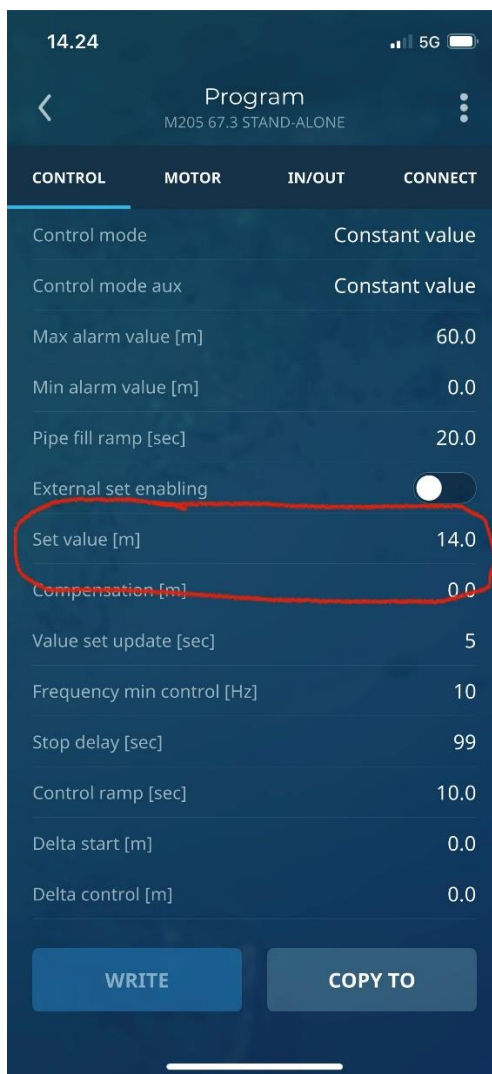 14.24 5G
Program
M205 67.3 STAND-ALONE
CONTROL MOTOR IN/OUT CONNECT
Control mode Constant value
Control mode aux Constant value
Max alarm value [m] 60.0
Min alarm value [m] 0.0
Pipe fill ramp [sec] 20.0
External set enabling
Set value [m] 14.0
Compensation [m] 0.0
Value set update [sec] 5
Frequency min control [Hz] 10
Stop delay [sec] 99
Control ramp [sec] 10.0
Delta start [m] 0.0
Delta control [m] 0.0
WRITE COPY TO